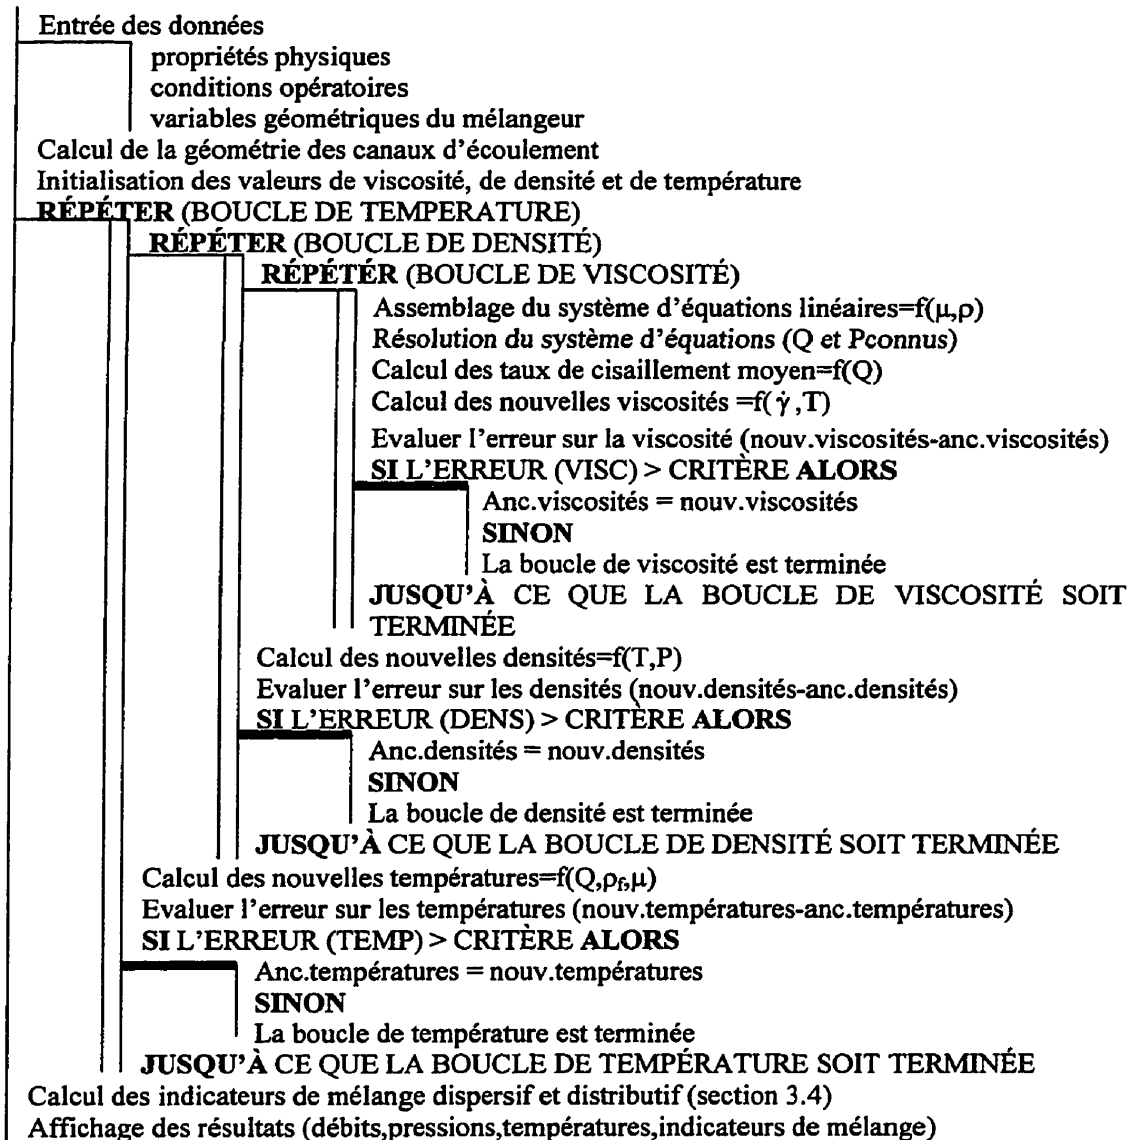 Entrée des données
propriétés physiques
conditions opératoires
variables géométriques du mélangeur
Calcul de la géométrie des canaux d'écoulement
Initialisation des valeurs de viscosité, de densité et de température
RÉPÉTER (BOUCLE DE TEMPERATURE)
RÉPÉTER (BOUCLE DE DENSITÉ)
RÉPÉTÉR (BOUCLE DE VISCOSITÉ)
Assemblage du système d'équations linéaires=f(μ,ρ)
Résolution du système d'équations (Q et Pconnus)
Calcul des taux de cisaillement moyen=f(Q)
Calcul des nouvelles viscosités =f(γ̇ ,T)
Evaluer l'erreur sur la viscosité (nouv.viscosités-anc.viscosités)
SI L'ERREUR (VISC) > CRITÈRE ALORS
Anc.viscosités = nouv.viscosités
SINON
La boucle de viscosité est terminée
JUSQU'À CE QUE LA BOUCLE DE VISCOSITÉ SOIT
TERMINÉE
Calcul des nouvelles densités=f(T,P)
Evaluer l'erreur sur les densités (nouv.densités-anc.densités)
SI L'ERREUR (DENS) > CRITÈRE ALORS
Anc.densités = nouv.densités
SINON
La boucle de densité est terminée
JUSQU'À CE QUE LA BOUCLE DE DENSITÉ SOIT TERMINÉE
Calcul des nouvelles températures=f(Q,ρf,μ)
Evaluer l'erreur sur les températures (nouv.températures-anc.températures)
SI L'ERREUR (TEMP) > CRITÈRE ALORS
Anc.températures = nouv.températures
SINON
La boucle de température est terminée
JUSQU'À CE QUE LA BOUCLE DE TEMPÉRATURE SOIT TERMINÉE
Calcul des indicateurs de mélange dispersif et distributif (section 3.4)
Affichage des résultats (débits,pressions,températures,indicateurs de mélange)